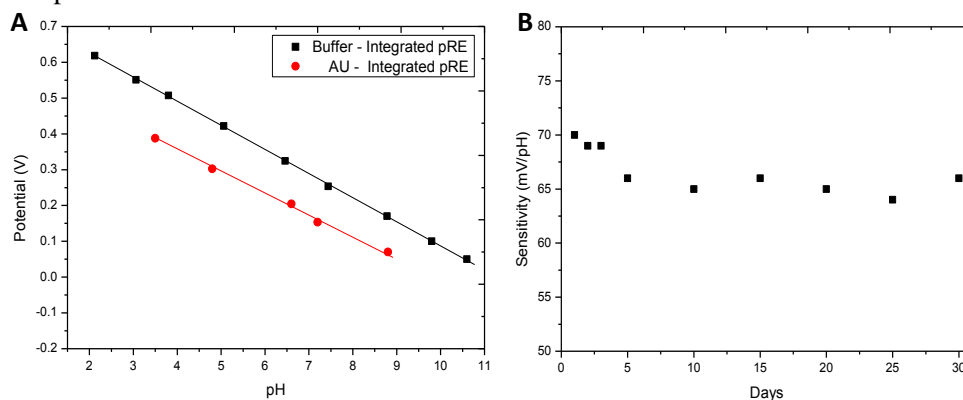 A
Buffer - Integrated pRE
AU - Integrated pRE
0.7
0.6
0.5
0.4
0.3
0.2
0.1
0.0
-0.1
-0.2
Potential (V)
2 3 4 5 6 7 8 9 10 11
pH
B
80
75
70
65
60
55
50
Sensitivity (mV/pH)
0 5 10 15 20 25 30
Days